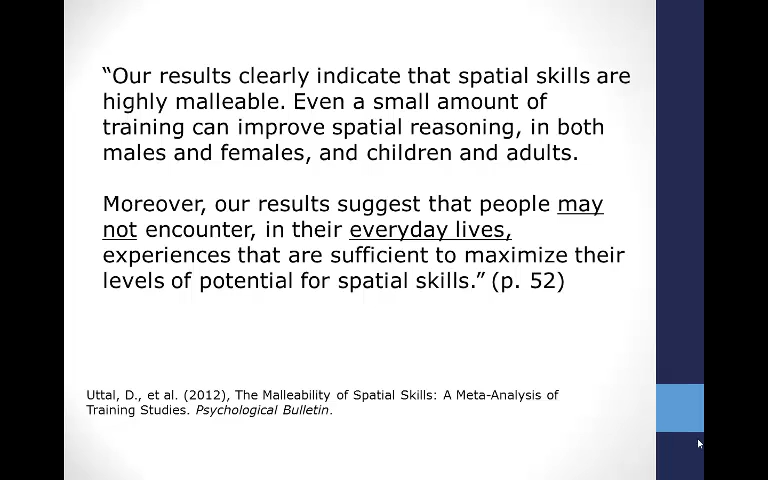 “Our results clearly indicate that spatial skills are
highly malleable. Even a small amount of
training can improve spatial reasoning, in both
males and females, and children and adults.
Moreover, our results suggest that people may
not encounter, in their everyday lives,
experiences that are sufficient to maximize their
levels of potential for spatial skills.” (p. 52)
Uttal, D., et al. (2012), The Malleability of Spatial Skills: A Meta-Analysis of
Training Studies. Psychological Bulletin.